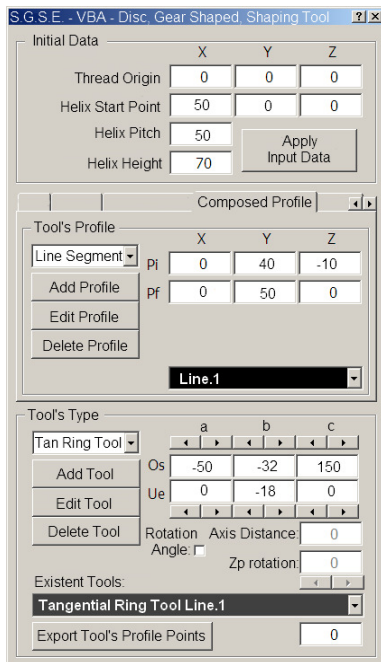 S.G.S.E. - VBA - Disc, Gear Shaped, Shaping Tool ? ×
Initial Data
X Y Z
Thread Origin 0 0 0
Helix Start Point 50 0 0
Helix Pitch 50
Apply
Input Data
Helix Height 70
Composed Profile
Tool's Profile
X Y Z
Line Segment Pi 0 40 -10
Add Profile Pf 0 50 0
Edit Profile
Delete Profile
Line.1
Tool's Type
Tan Ring Tool a b c
Add Tool Os -50 -32 150
Edit Tool Ue 0 -18 0
Delete Tool Rotation Axis Distance: 0
Angle:
Zp rotation: 0
Existent Tools:
Tangential Ring Tool Line.1
Export Tool's Profile Points 0